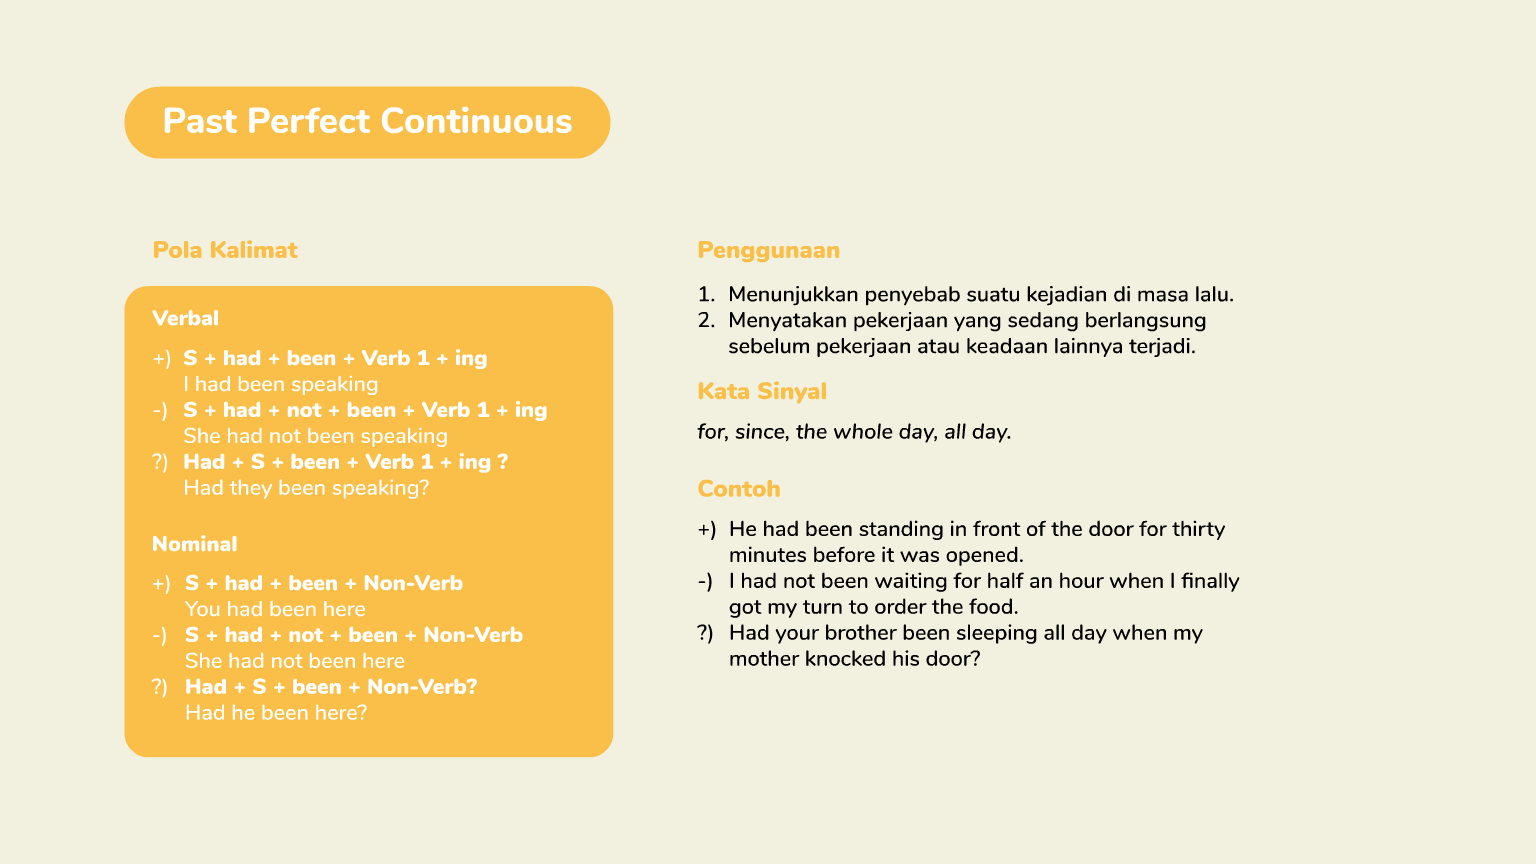 Past Perfect Continuous
Pola Kalimat
Verbal
+) S + had + been + Verb 1 + ing
I had been speaking
-) S + had + not + been + Verb 1 + ing
She had not been speaking
?) Had + S + been + Verb 1 + ing ?
Had they been speaking?
Nominal
+) S + had + been + Non-Verb
You had been here
-) S + had + not + been + Non-Verb
She had not been here
?) Had + S + been + Non-Verb?
Had he been here?
Penggunaan
1. Menunjukkan penyebab suatu kejadian di masa lalu.
2. Menyatakan pekerjaan yang sedang berlangsung
sebelum pekerjaan atau keadaan lainnya terjadi.
Kata Sinyal
for, since, the whole day, all day.
Contoh
+) He had been standing in front of the door for thirty
minutes before it was opened.
-) I had not been waiting for half an hour when I finally
got my turn to order the food.
?) Had your brother been sleeping all day when my
mother knocked his door?